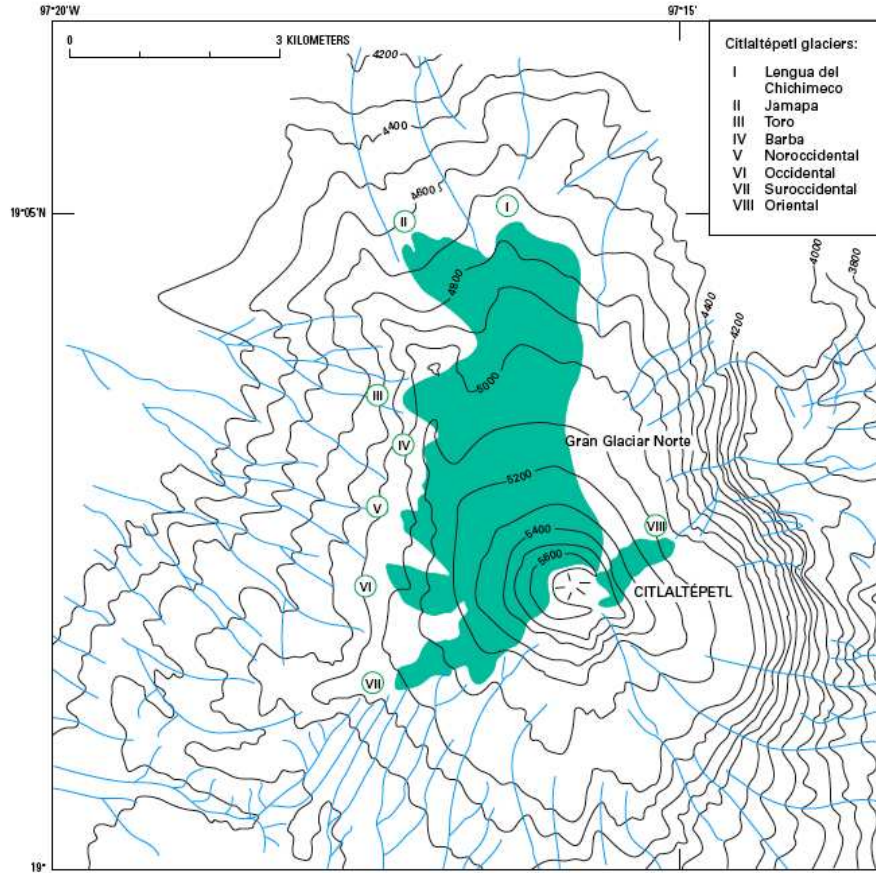 97°20'W
97°15'
0
3 KILOMETERS
Citlaltépetl glaciers:
I Lengua del
Chichimeco
II Jamapa
III Toro
IV Barba
V Noroccidental
VI Occidental
VII Suroccidental
VIII Oriental
4200
4400
4600
19°05'N
I
II
4800
4000
3800
4400
4200
5000
III
IV
Gran Glaciar Norte
5200
V
VIII
5400
5600
VI
CITLALTÉPETL
VII
19°